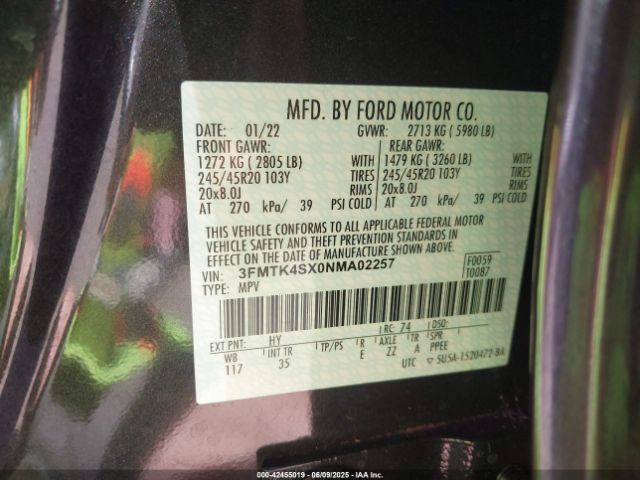 MFD. BY FORD MOTOR CO.
DATE: 01/22 GVWR: 2713 KG ( 5980 LB)
FRONT GAWR: REAR GAWR:
1272 KG ( 2805 LB) WITH 1479 KG ( 3260 LB) WITH
245/45R20 103Y TIRES 245/45R20 103Y TIRES
20x8.0J RIMS 20x8.0J RIMS
AT 270 kPa/ 39 PSI COLD AT 270 kPa/ 39 PSI COLD
THIS VEHICLE CONFORMS TO ALL APPLICABLE FEDERAL MOTOR
VEHICLE SAFETY AND THEFT PREVENTION STANDARDS IN
EFFECT ON THE DATE OF MANUFACTURE SHOWN ABOVE.
VIN: 3FMTK4SX0NMA02257 F0059
TYPE: MPV T0087
EXT PNT: HY RC: 74 DSO:
WB INT TR TP/PS R AXLE TR SPR
117 35 E ZZ A PPEE
UTC 5U5A-1520472-BA
000-42455019 - 06/09/2025 - IAAI.com